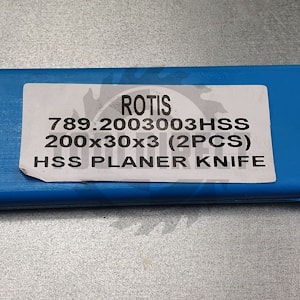 ROTIS
789.2003003HSS
200x30x3 (2PCS)
HSS PLANER KNIFE